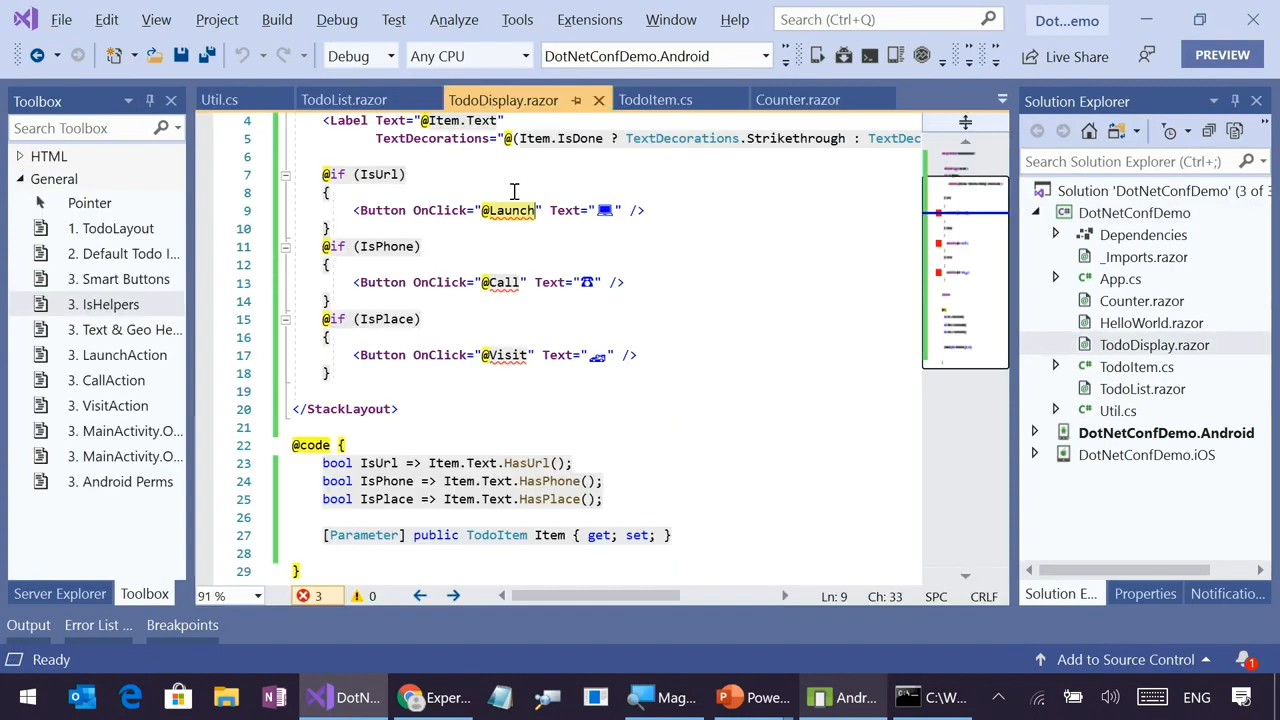 File Edit View Project Build Debug Test Analyze Tools Extensions Window Help Search (Ctrl+Q) Dot...emo
Debug Any CPU DotNetConfDemo.Android Live Share PREVIEW
Toolbox
Search Toolbox
HTML
General
Pointer
1. TodoLayout
2. Default Todo I...
3. Smart Buttons
3. IsHelpers
3. Text & Geo He...
3. LaunchAction
3. CallAction
3. VisitAction
3. MainActivity.O...
3. MainActivity.O...
3. Android Perms
Server Explorer Toolbox
Util.cs TodoList.razor TodoDisplay.razor TodoItem.cs Counter.razor
4 <Label Text="@Item.Text"
5 TextDecorations="@(Item.IsDone ? TextDecorations.Strikethrough : TextDec
6
7 @if (IsUrl)
8 {
9 <Button OnClick="@Launch" Text="💻" />
10 }
11 @if (IsPhone)
12 {
13 <Button OnClick="@Call" Text="☎" />
14 }
15 @if (IsPlace)
16 {
17 <Button OnClick="@Visit" Text="🏎" />
18 }
19
20 </StackLayout>
21
22 @code {
23 bool IsUrl => Item.Text.HasUrl();
24 bool IsPhone => Item.Text.HasPhone();
25 bool IsPlace => Item.Text.HasPlace();
26
27 [Parameter] public TodoItem Item { get; set; }
28
29 }
91 % 3 0 Ln: 9 Ch: 33 SPC CRLF
Solution Explorer
Search Solution Explorer (Ctrl+;)
Solution 'DotNetConfDemo' (3 of 3
DotNetConfDemo
Dependencies
_Imports.razor
App.cs
Counter.razor
HelloWorld.razor
TodoDisplay.razor
TodoItem.cs
TodoList.razor
Util.cs
DotNetConfDemo.Android
DotNetConfDemo.iOS
Solution E... Properties Notificatio...
Output Error List ... Breakpoints
Ready Add to Source Control 1
DotN... Exper... Mag... Powe... Andr... C:\W... ENG